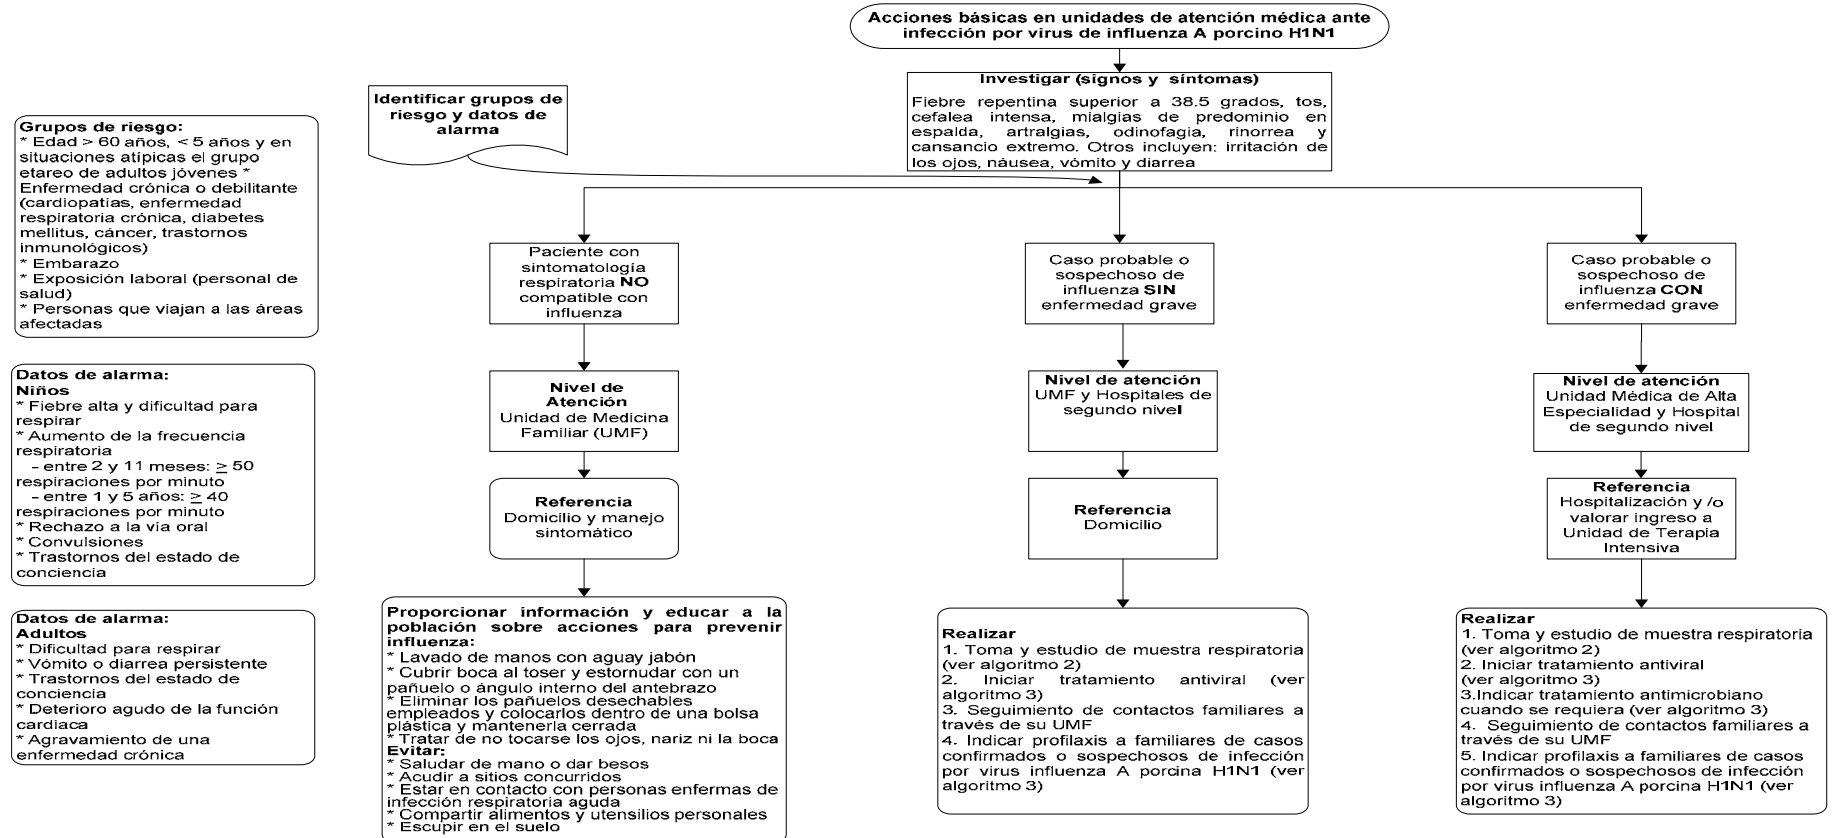 Acciones básicas en unidades de atención médica ante
infección por virus de influenza A porcino H1N1
Investigar (signos y síntomas)
Fiebre repentina superior a 38.5 grados, tos,
cefalea intensa, mialgias de predominio en
espalda, artralgias, odinofagia, rinorrea y
cansancio extremo. Otros incluyen: irritación de
los ojos, náusea, vómito y diarrea
Identificar grupos de
riesgo y datos de
alarma
Grupos de riesgo:
* Edad > 60 años, < 5 años y en
situaciones atípicas el grupo
etareo de adultos jóvenes *
Enfermedad crónica o debilitante
(cardiopatías, enfermedad
respiratoria crónica, diabetes
mellitus, cáncer, trastornos
inmunológicos)
* Embarazo
* Exposición laboral (personal de
salud)
* Personas que viajan a las áreas
afectadas
Datos de alarma:
Niños
* Fiebre alta y dificultad para
respirar
* Aumento de la frecuencia
respiratoria
- entre 2 y 11 meses: ≥ 50
respiraciones por minuto
- entre 1 y 5 años: ≥ 40
respiraciones por minuto
* Rechazo a la vía oral
* Convulsiones
* Trastornos del estado de
conciencia
Datos de alarma:
Adultos
* Dificultad para respirar
* Vómito o diarrea persistente
* Trastornos del estado de
conciencia
* Deterioro agudo de la función
cardiaca
* Agravamiento de una
enfermedad crónica
Paciente con
sintomatología
respiratoria NO
compatible con
influenza
Nivel de
Atención
Unidad de Medicina
Familiar (UMF)
Referencia
Domicilio y manejo
sintomático
Proporcionar información y educar a la
población sobre acciones para prevenir
influenza:
* Lavado de manos con aguay jabón
* Cubrir boca al toser y estornudar con un
pañuelo o ángulo interno del antebrazo
* Eliminar los pañuelos desechables
empleados y colocarlos dentro de una bolsa
plástica y mantenerla cerrada
* Tratar de no tocarse los ojos, nariz ni la boca
Evitar:
* Saludar de mano o dar besos
* Acudir a sitios concurridos
* Estar en contacto con personas enfermas de
infección respiratoria aguda
* Compartir alimentos y utensilios personales
* Escupir en el suelo
Caso probable o
sospechoso de
influenza SIN
enfermedad grave
Nivel de atención
UMF y Hospitales de
segundo nivel
Referencia
Domicilio
Realizar
1. Toma y estudio de muestra respiratoria
(ver algoritmo 2)
2. Iniciar tratamiento antiviral (ver
algoritmo 3)
3. Seguimiento de contactos familiares a
través de su UMF
4. Indicar profilaxis a familiares de casos
confirmados o sospechosos de infección
por virus influenza A porcina H1N1 (ver
algoritmo 3)
Caso probable o
sospechoso de
influenza CON
enfermedad grave
Nivel de atención
Unidad Médica de Alta
Especialidad y Hospital
de segundo nivel
Referencia
Hospitalización y /o
valorar ingreso a
Unidad de Terapia
Intensiva
Realizar
1. Toma y estudio de muestra respiratoria
(ver algoritmo 2)
2. Iniciar tratamiento antiviral
(ver algoritmo 3)
3.Indicar tratamiento antimicrobiano
cuando se requiera (ver algoritmo 3)
4. Seguimiento de contactos familiares a
través de su UMF
5. Indicar profilaxis a familiares de casos
confirmados o sospechosos de infección
por virus influenza A porcina H1N1 (ver
algoritmo 3)